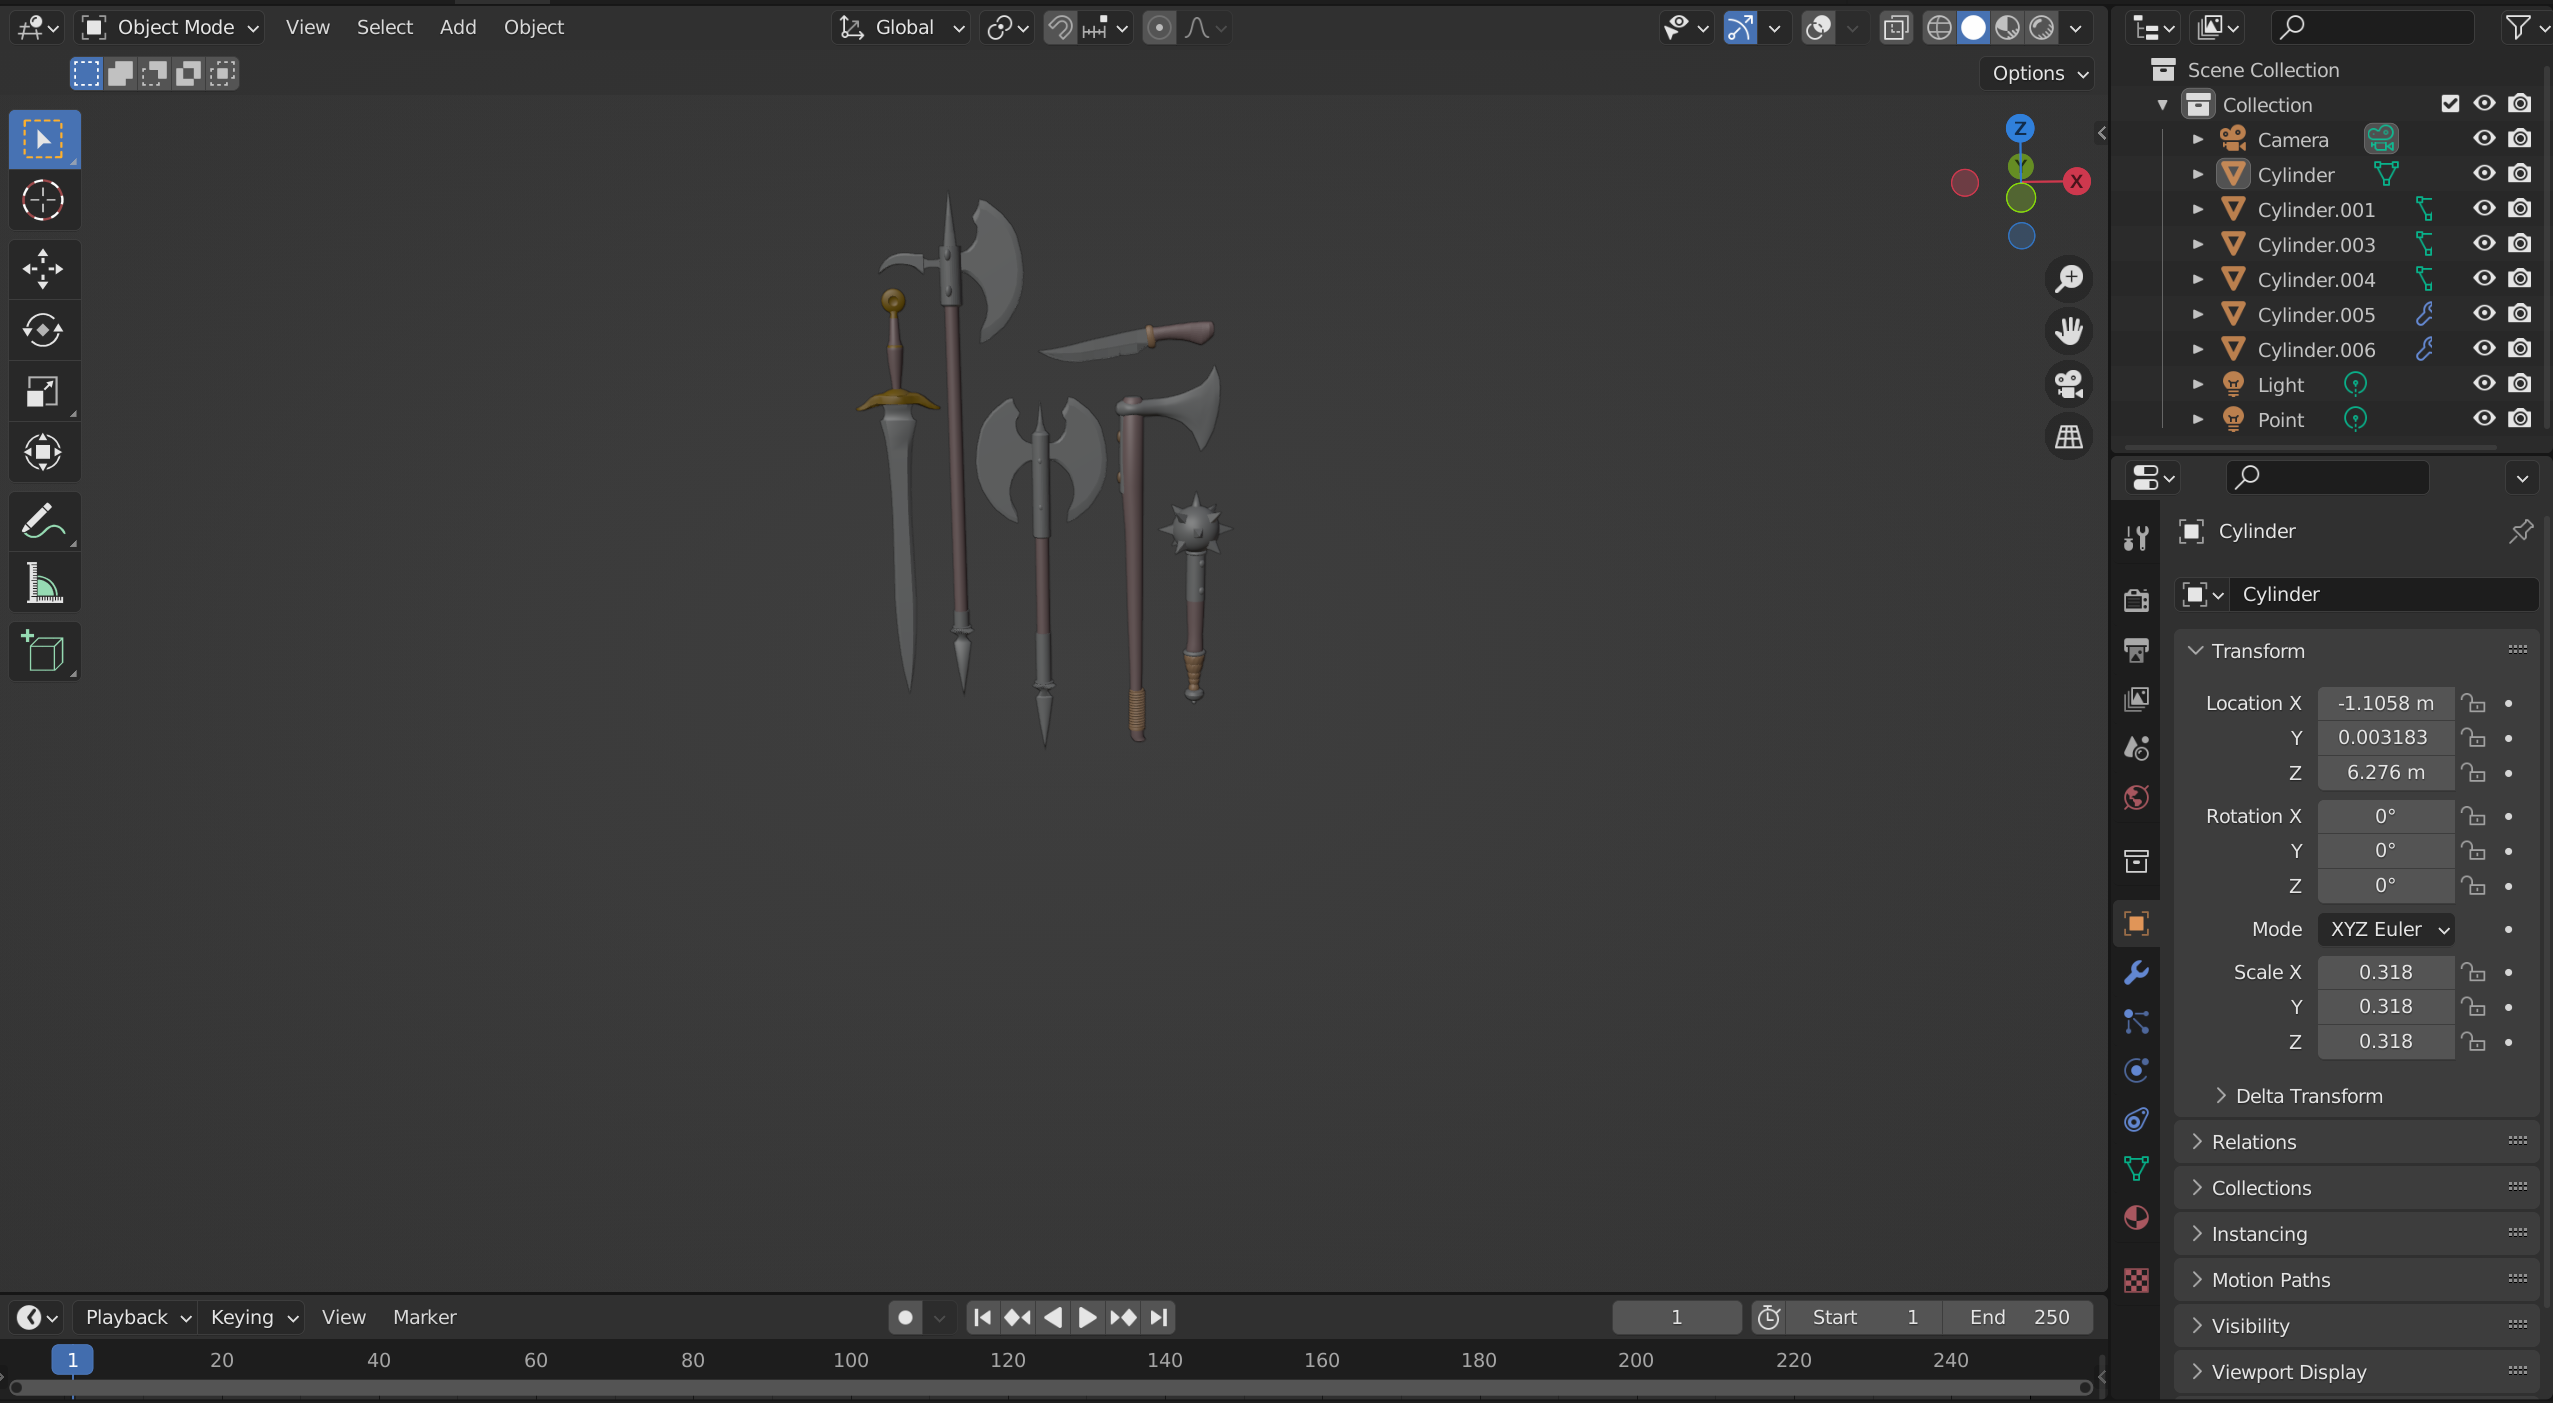 Object Mode View Select Add Object Global
Options
Z
Y
X
Scene Collection
Collection
Camera
Cylinder
Cylinder.001
Cylinder.003
Cylinder.004
Cylinder.005
Cylinder.006
Light
Point
Cylinder
Cylinder
Transform
Location X -1.1058 m
Y 0.003183
Z 6.276 m
Rotation X 0°
Y 0°
Z 0°
Mode XYZ Euler
Scale X 0.318
Y 0.318
Z 0.318
Delta Transform
Relations
Collections
Instancing
Motion Paths
Visibility
Viewport Display
Playback Keying View Marker 1 Start 1 End 250
1 20 40 60 80 100 120 140 160 180 200 220 240